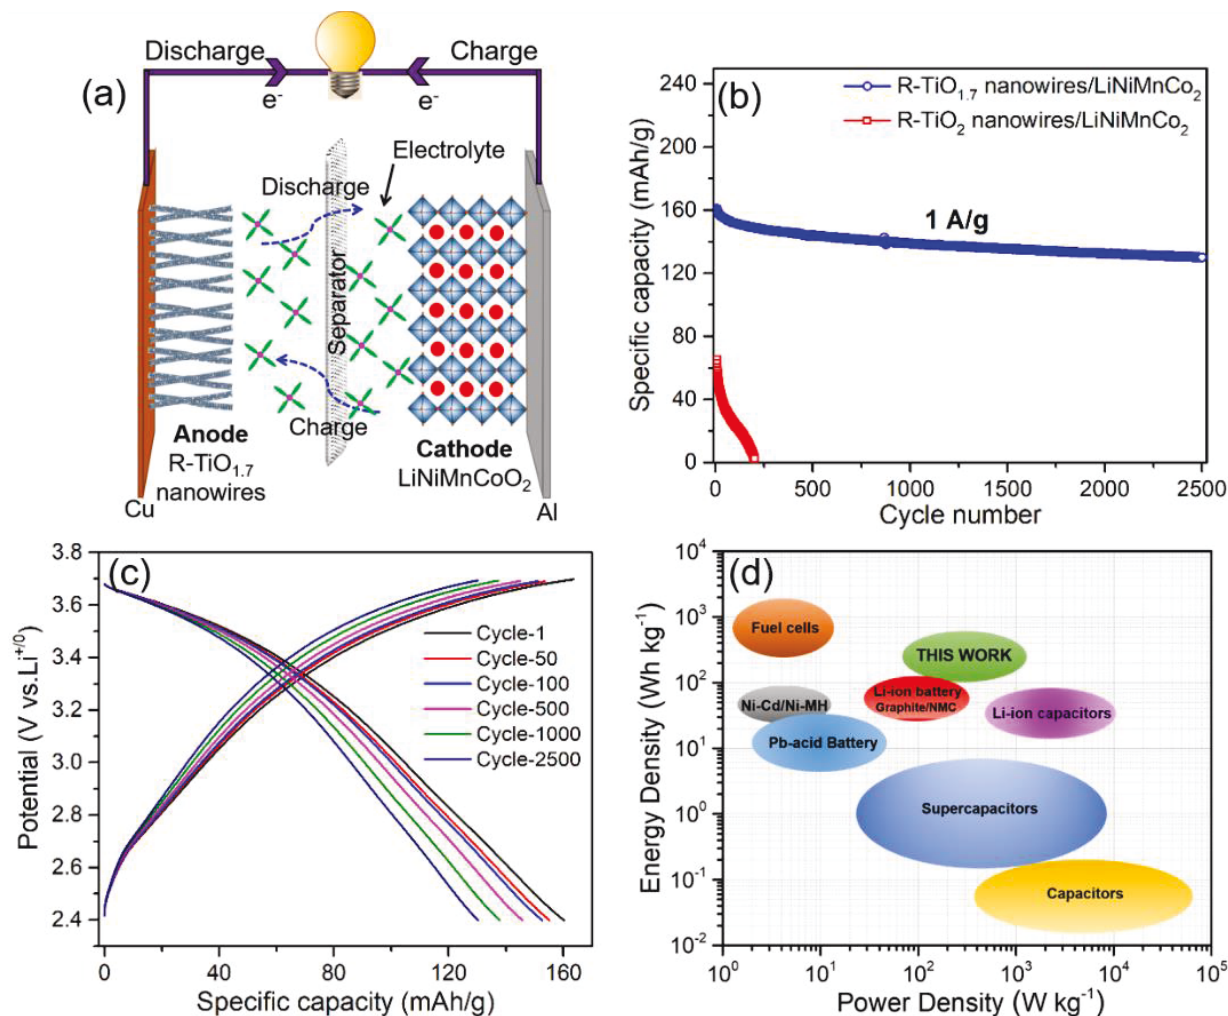 (a)
Discharge
Charge
e-
e-
Electrolyte
Discharge
Separator
Charge
Anode
R-TiO1.7
nanowires
Cathode
LiNiMnCoO2
Cu
Al
(b)
R-TiO1.7 nanowires/LiNiMnCo2
R-TiO2 nanowires/LiNiMnCo2
1 A/g
Specific capacity (mAh/g)
240
200
160
120
80
40
0
0 500 1000 1500 2000 2500
Cycle number
(c)
Potential (V vs.Li+/0)
3.8
3.6
3.4
3.2
3.0
2.8
2.6
2.4
Cycle-1
Cycle-50
Cycle-100
Cycle-500
Cycle-1000
Cycle-2500
0 40 80 120 160
Specific capacity (mAh/g)
(d)
Energy Density (Wh kg-1)
10^4
10^3
10^2
10^1
10^0
10^-1
10^-2
Fuel cells
THIS WORK
Ni-Cd/Ni-MH
Li-ion battery
Graphite/NMC
Li-ion capacitors
Pb-acid Battery
Supercapacitors
Capacitors
10^0 10^1 10^2 10^3 10^4 10^5
Power Density (W kg-1)